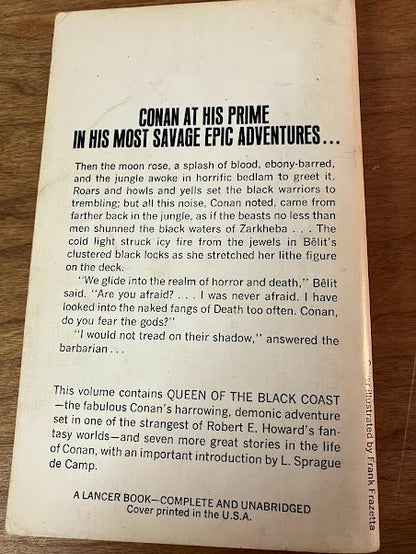 CONAN AT HIS PRIME
IN HIS MOST SAVAGE EPIC ADVENTURES...
Then the moon rose, a splash of blood, ebony-barred,
and the jungle awoke in horrific bedlam to greet it.
Roars and howls and yells set the black warriors to
trembling; but all this noise, Conan noted, came from
farther back in the jungle, as if the beasts no less than
men shunned the black waters of Zarkheba . . . The
cold light struck icy fire from the jewels in Bêlit's
clustered black locks as she stretched her lithe figure
on the deck.
"We glide into the realm of horror and death," Bêlit
said. "Are you afraid? . . . I was never afraid. I have
looked into the naked fangs of Death too often. Conan,
do you fear the gods?"
"I would not tread on their shadow," answered the
barbarian . . .
This volume contains QUEEN OF THE BLACK COAST
—the fabulous Conan's harrowing, demonic adventure
set in one of the strangest of Robert E. Howard's fan-
tasy worlds—and seven more great stories in the life
of Conan, with an important introduction by L. Sprague
de Camp.
A LANCER BOOK—COMPLETE AND UNABRIDGED
Cover printed in the U.S.A.
illustrated by Frank Frazetta